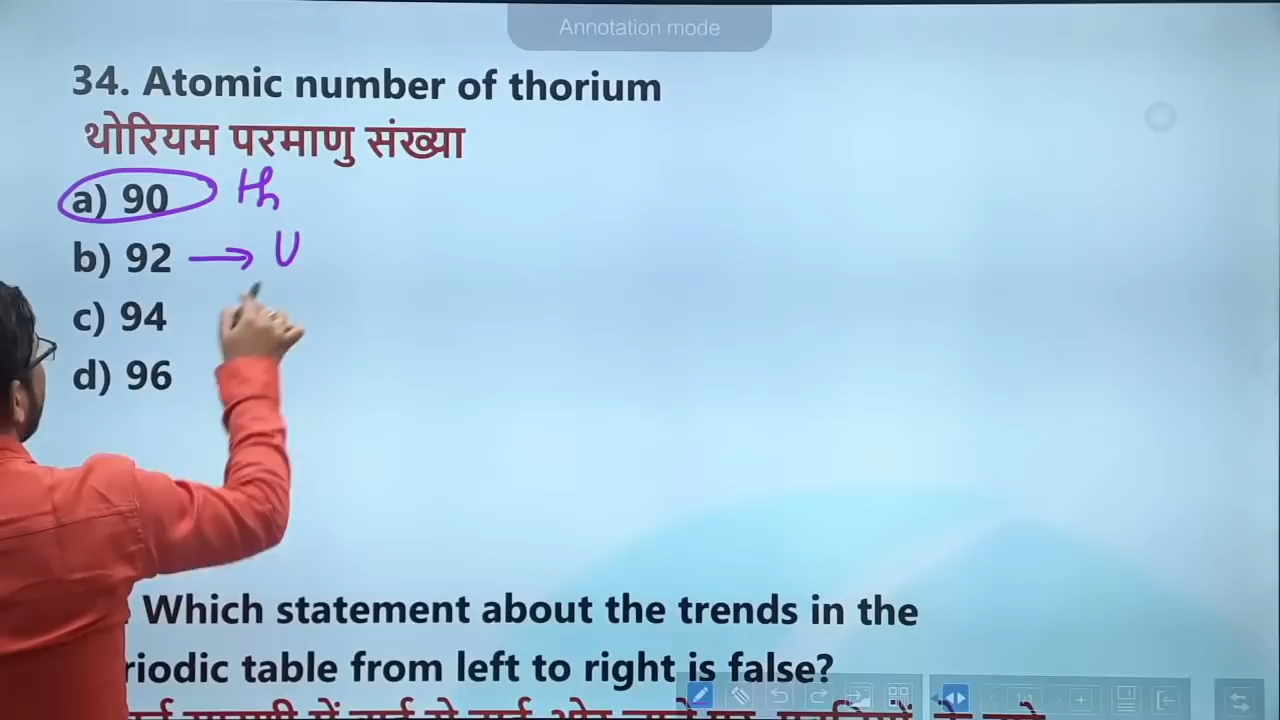 Annotation mode
34. Atomic number of thorium
थोरियम परमाणु संख्या
a) 90 Th
b) 92 → U
c) 94
d) 96
Which statement about the trends in the
riodic table from left to right is false?